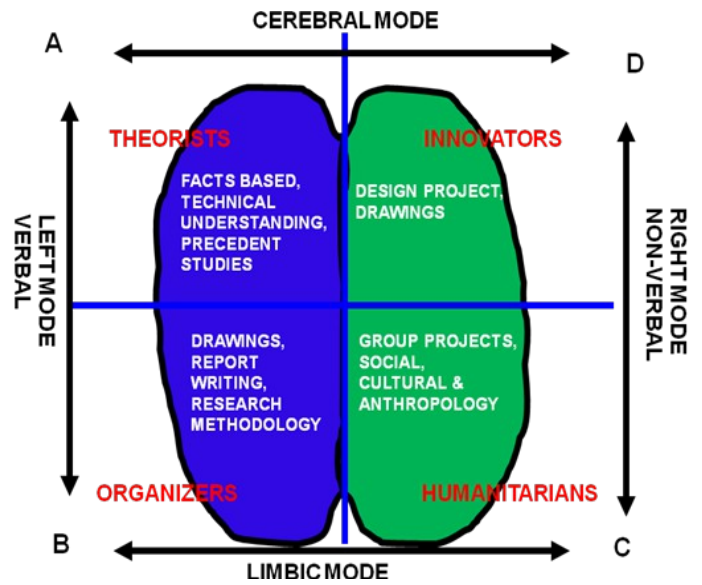 CEREBRAL MODE
A
D
THEORISTS
INNOVATORS
FACTS BASED,
TECHNICAL
UNDERSTANDING,
PRECEDENT
STUDIES
DESIGN PROJECT,
DRAWINGS
LEFT MODE
VERBAL
RIGHT MODE
NON-VERBAL
DRAWINGS,
REPORT
WRITING,
RESEARCH
METHODOLOGY
GROUP PROJECTS,
SOCIAL,
CULTURAL &
ANTHROPOLOGY
ORGANIZERS
HUMANITARIANS
B
C
LIMBIC MODE